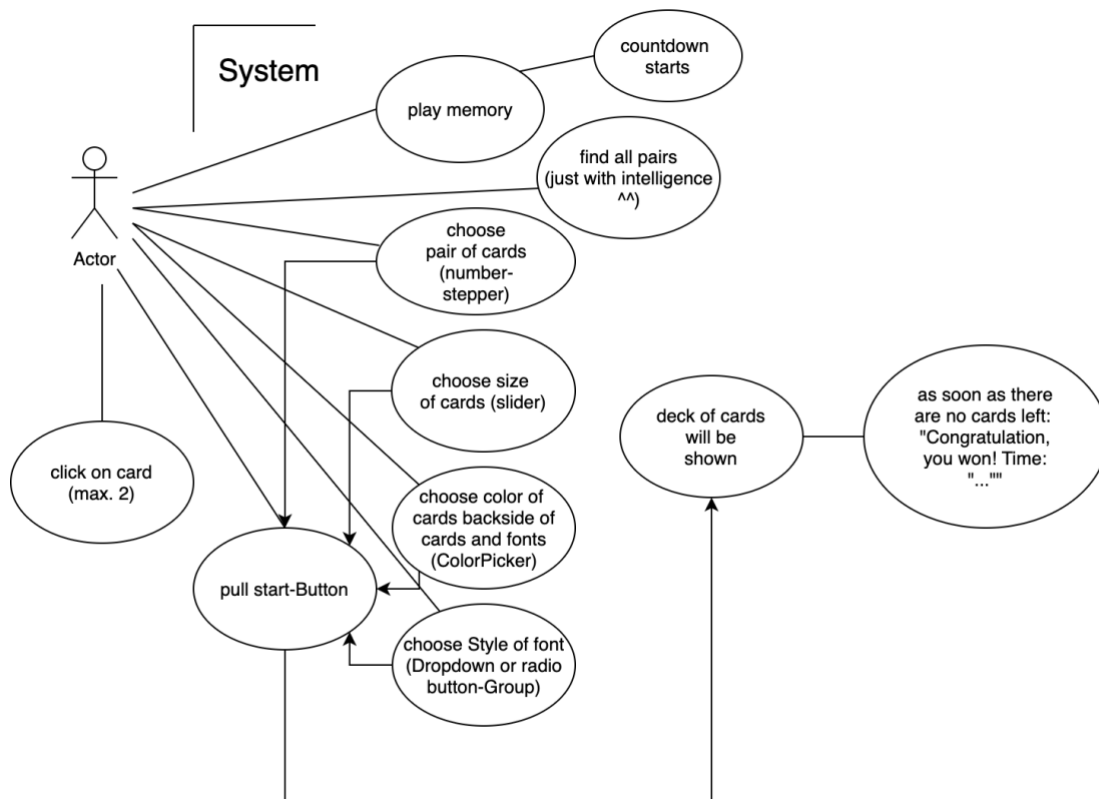 System
countdown
starts
play memory
find all pairs
(just with intelligence
^^)
Actor
choose
pair of cards
(number-
stepper)
choose size
of cards (slider)
deck of cards
will be
shown
as soon as there
are no cards left:
"Congratulation,
you won! Time:
"...""
click on card
(max. 2)
choose color of
cards backside of
cards and fonts
(ColorPicker)
pull start-Button
choose Style of font
(Dropdown or radio
button-Group)